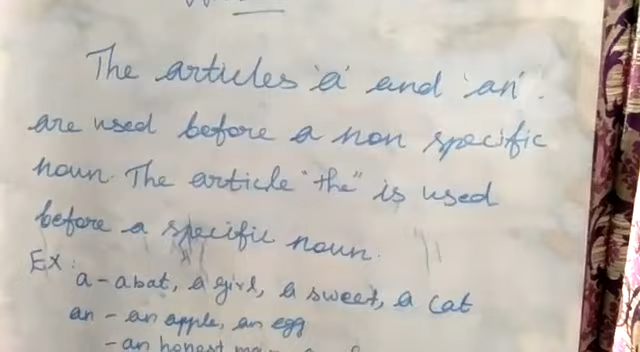 The articles 'a' and 'an'.
are used before a non specific
noun. The article "the" is used
before a specific noun.
Ex:
a - a bat, a girl, a sweet, a cat
an - an apple, an egg
- an honest